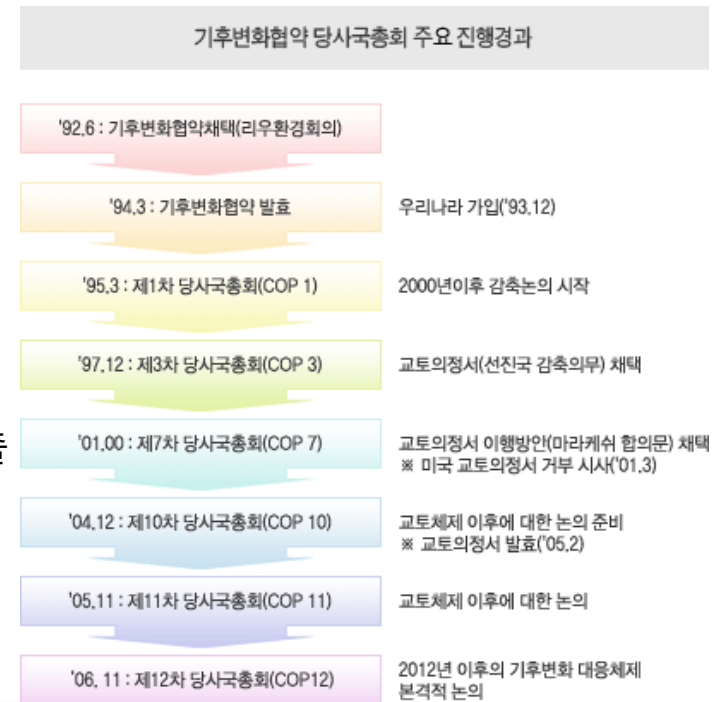 기후변화협약 당사국총회 주요 진행경과
'92.6 : 기후변화협약채택(리우환경회의)
'94.3 : 기후변화협약 발효
우리나라 가입('93.12)
'95.3 : 제1차 당사국총회(COP 1)
2000년이후 감축논의 시작
'97.12 : 제3차 당사국총회(COP 3)
교토의정서(선진국 감축의무) 채택
'01.00 : 제7차 당사국총회(COP 7)
교토의정서 이행방안(마라케쉬 합의문) 채택
※ 미국 교토의정서 거부 시사('01.3)
'04.12 : 제10차 당사국총회(COP 10)
교토체제 이후에 대한 논의 준비
※ 교토의정서 발효('05.2)
'05.11 : 제11차 당사국총회(COP 11)
교토체제 이후에 대한 논의
'06. 11 : 제12차 당사국총회(COP12)
2012년 이후의 기후변화 대응체제
본격적 논의